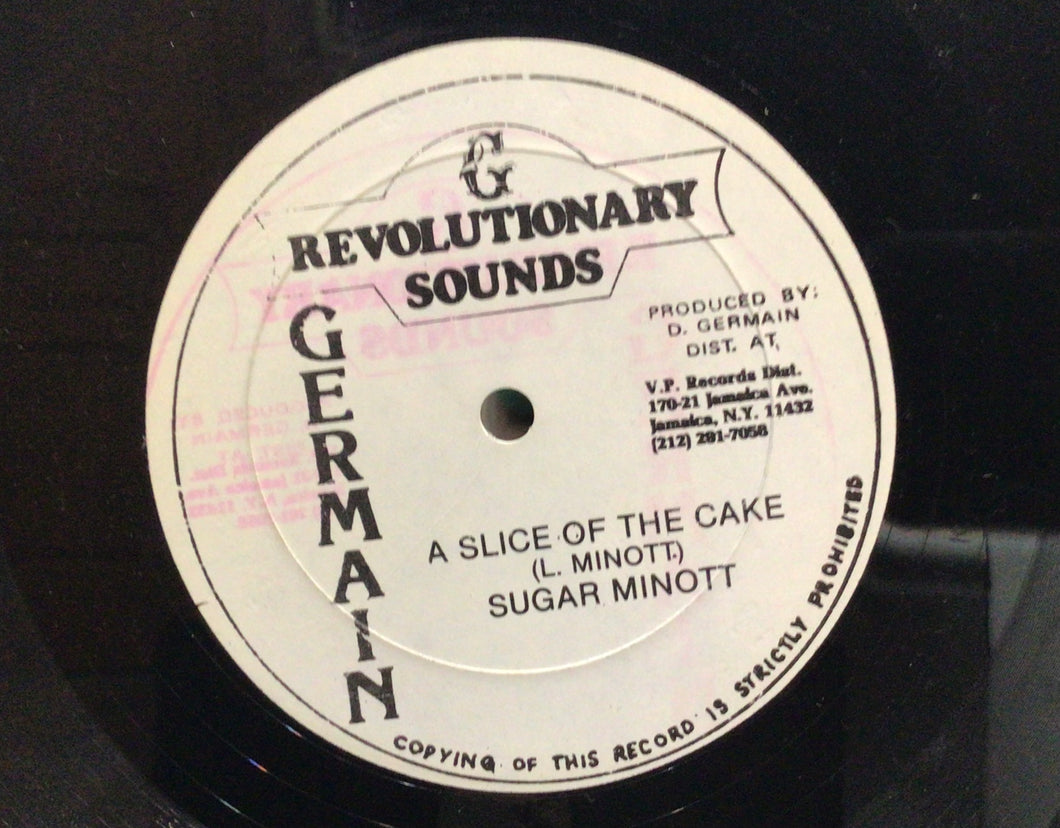 G
REVOLUTIONARY
SOUNDS
GERMAIN
PRODUCED BY:
D. GERMAIN
DIST. AT,
V.P. Records Dist.
170-21 Jamaica Ave.
Jamaica, N.Y. 11432
(212) 291-7058
A SLICE OF THE CAKE
(L. MINOTT)
SUGAR MINOTT
COPYING OF THIS RECORD IS STRICTLY PROHIBITES